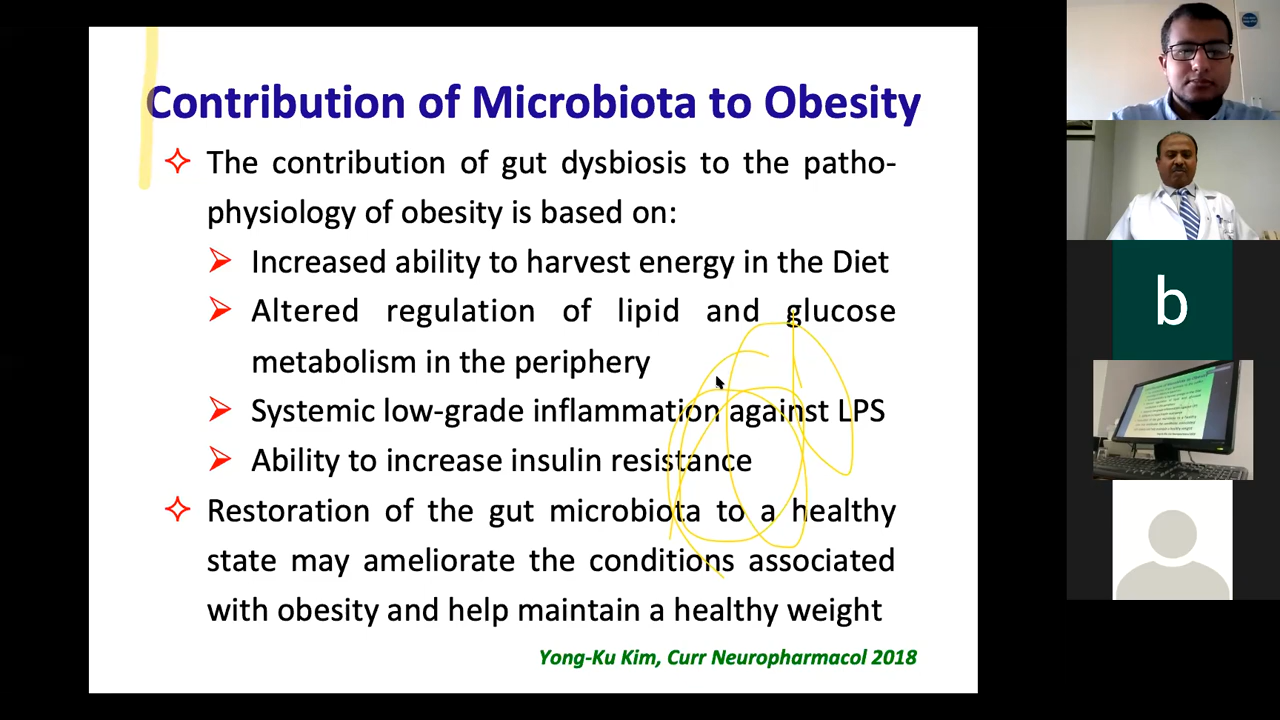 Contribution of Microbiota to Obesity
The contribution of gut dysbiosis to the patho-
physiology of obesity is based on:
Increased ability to harvest energy in the Diet
Altered regulation of lipid and glucose
metabolism in the periphery
Systemic low-grade inflammation against LPS
Ability to increase insulin resistance
Restoration of the gut microbiota to a healthy
state may ameliorate the conditions associated
with obesity and help maintain a healthy weight
Yong-Ku Kim, Curr Neuropharmacol 2018
b